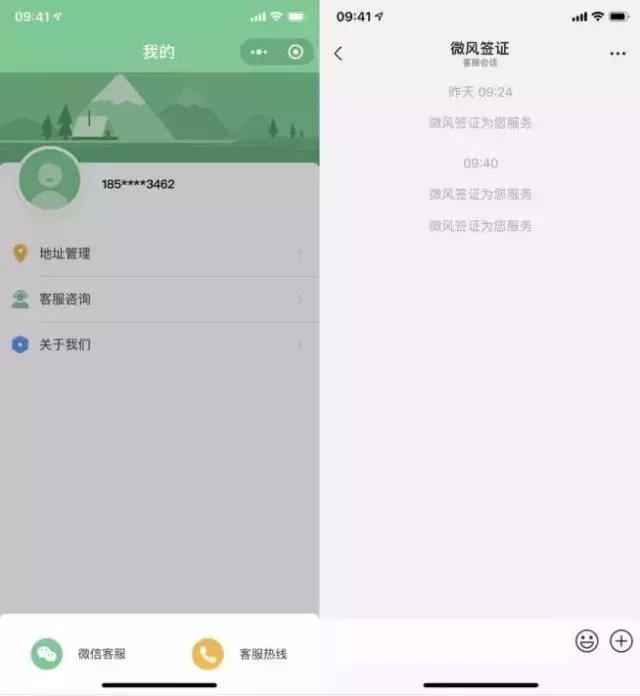 09:41
我的
185****3462
地址管理
客服咨询
关于我们
微信客服
客服热线
09:41
微风签证
客服会话
昨天 09:24
微风签证为您服务
09:40
微风签证为您服务
微风签证为您服务